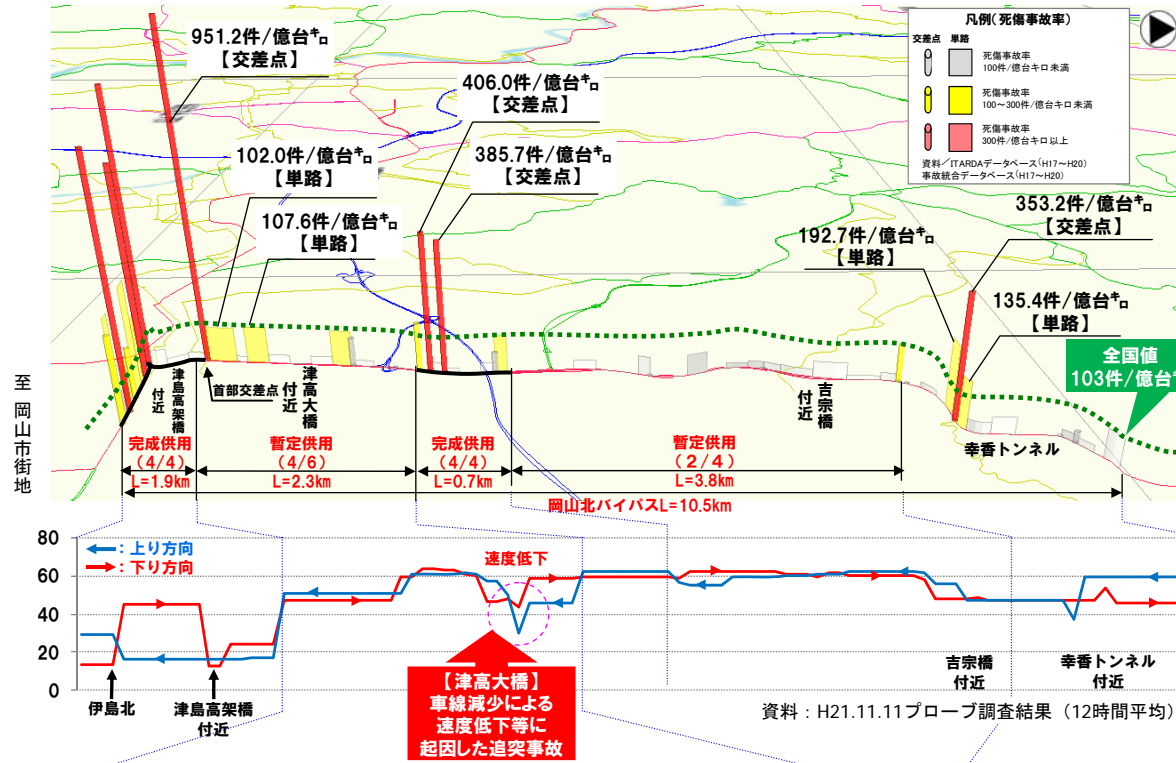 951.2件/億台㌔
【交差点】
102.0件/億台㌔
【単路】
107.6件/億台㌔
【単路】
406.0件/億台㌔
【交差点】
385.7件/億台㌔
【交差点】
192.7件/億台㌔
【単路】
353.2件/億台㌔
【交差点】
135.4件/億台㌔
【単路】
凡例(死傷事故率)
交差点 単路
死傷事故率
100件/億台キロ未満
死傷事故率
100～300件/億台キロ未満
死傷事故率
300件/億台キロ以上
資料／ITARDAデータベース(H17～H20)
事故統合データベース(H17～H20)
全国値
103件/億台
至 岡山市街地
津島高架橋付近
首部交差点
津高大橋付近
吉宗橋付近
幸香トンネル
完成供用
(4/4)
L=1.9km
暫定供用
(4/6)
L=2.3km
完成供用
(4/4)
L=0.7km
暫定供用
(2/4)
L=3.8km
岡山北バイパスL=10.5km
80
60
40
20
0
：上り方向
：下り方向
速度低下
【津高大橋】
車線減少による
速度低下等に
起因した追突事故
伊島北
津島高架橋
付近
吉宗橋
付近
幸香トンネル
付近
資料：H21.11.11プローブ調査結果（12時間平均）